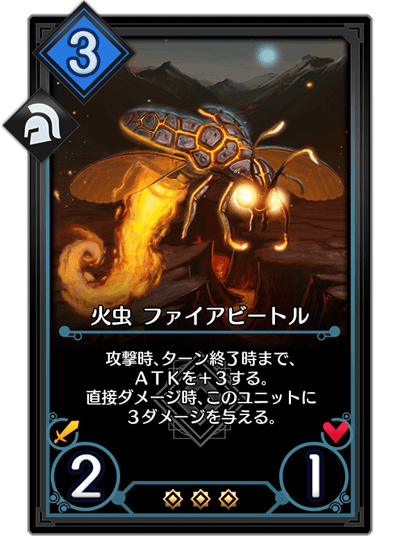 3
火虫 ファイアビートル
攻撃時、ターン終了時まで、
ATKを+3する。
直接ダメージ時、このユニットに
3ダメージを与える。
2
1